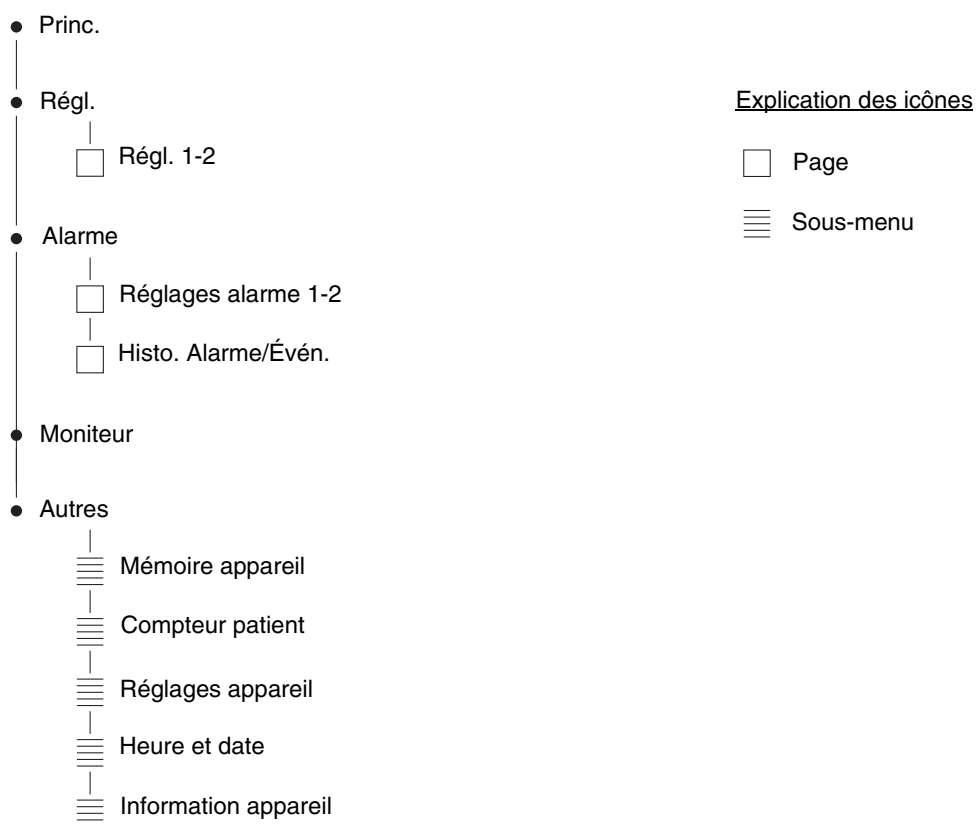 Princ.
Régl.
Régl. 1-2
Alarme
Réglages alarme 1-2
Histo. Alarme/Évén.
Moniteur
Autres
Mémoire appareil
Compteur patient
Réglages appareil
Heure et date
Information appareil
Explication des icônes
Page
Sous-menu